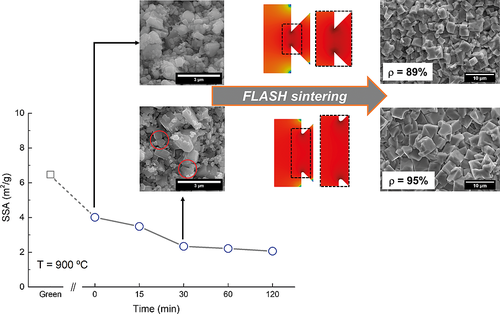 3 µm
FLASH sintering
ρ = 89%
10 µm
3 µm
ρ = 95%
10 µm
SSA (m²/g)
10
8
6
4
2
0
T = 900 ºC
Green
//
0
15
30
60
120
Time (min)